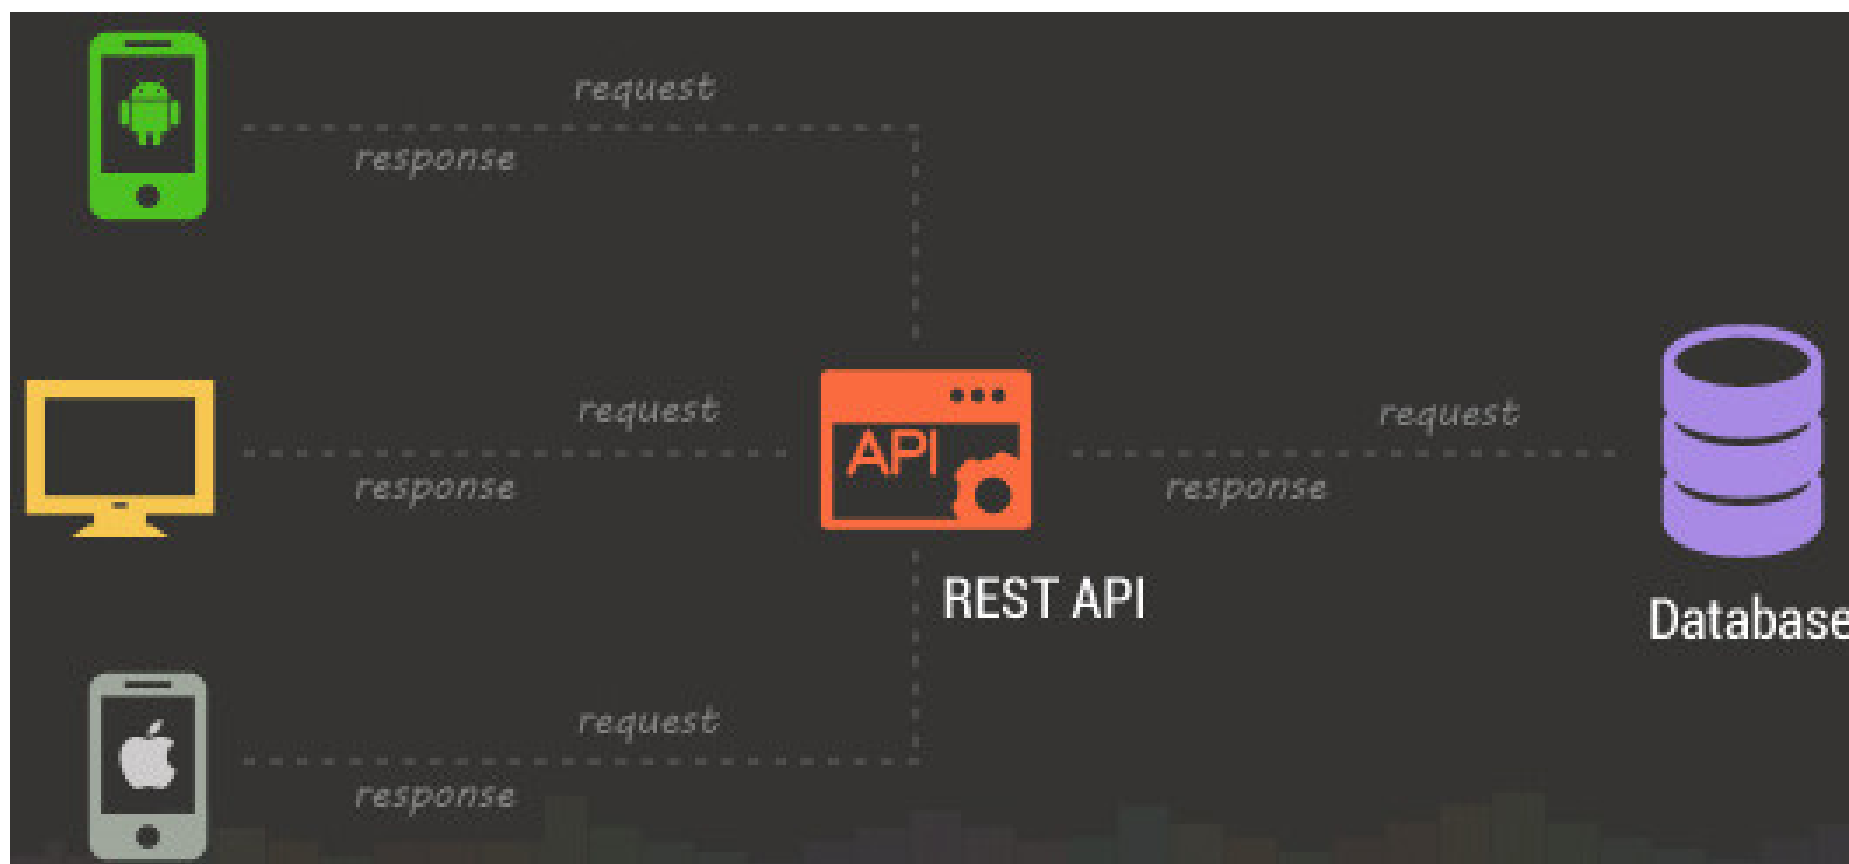 request
response
request
response
API
request
response
REST API
Database
request
response